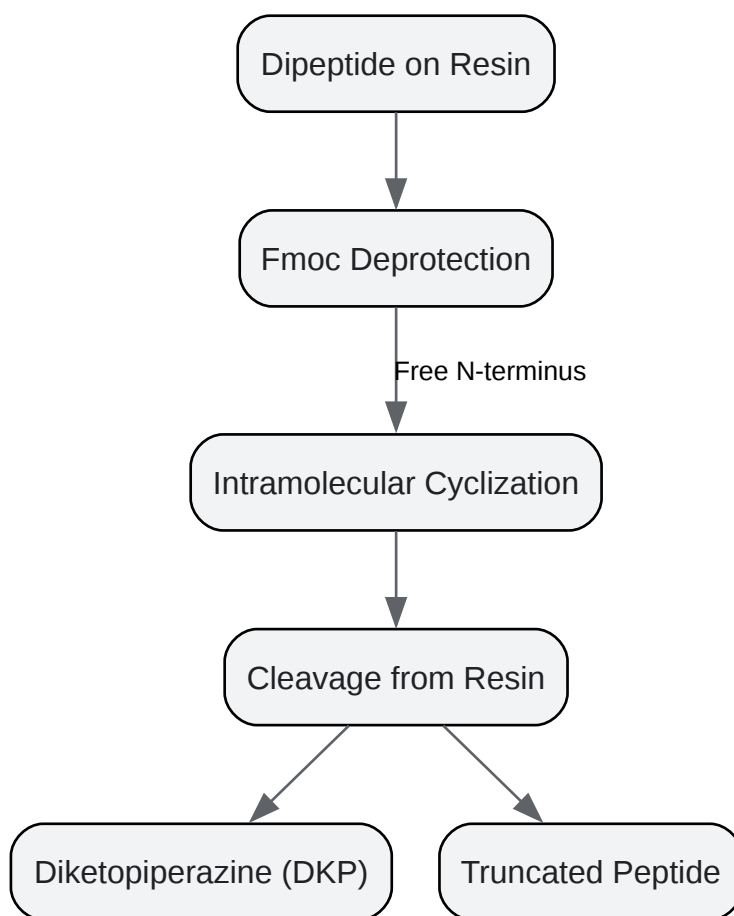 Dipeptide on Resin
Fmoc Deprotection
Free N-terminus
Intramolecular Cyclization
Cleavage from Resin
Diketopiperazine (DKP)
Truncated Peptide